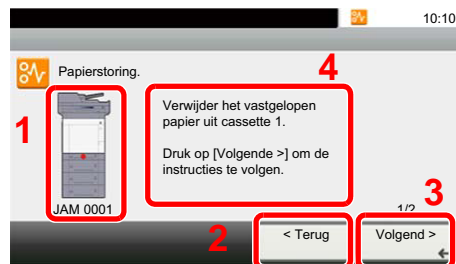 10:10
Papierstoring.
4
Verwijder het vastgelopen
papier uit cassette 1.
Druk op [Volgende >] om de
instructies te volgen.
1
JAM 0001
3
1/2
2
< Terug
Volgend >